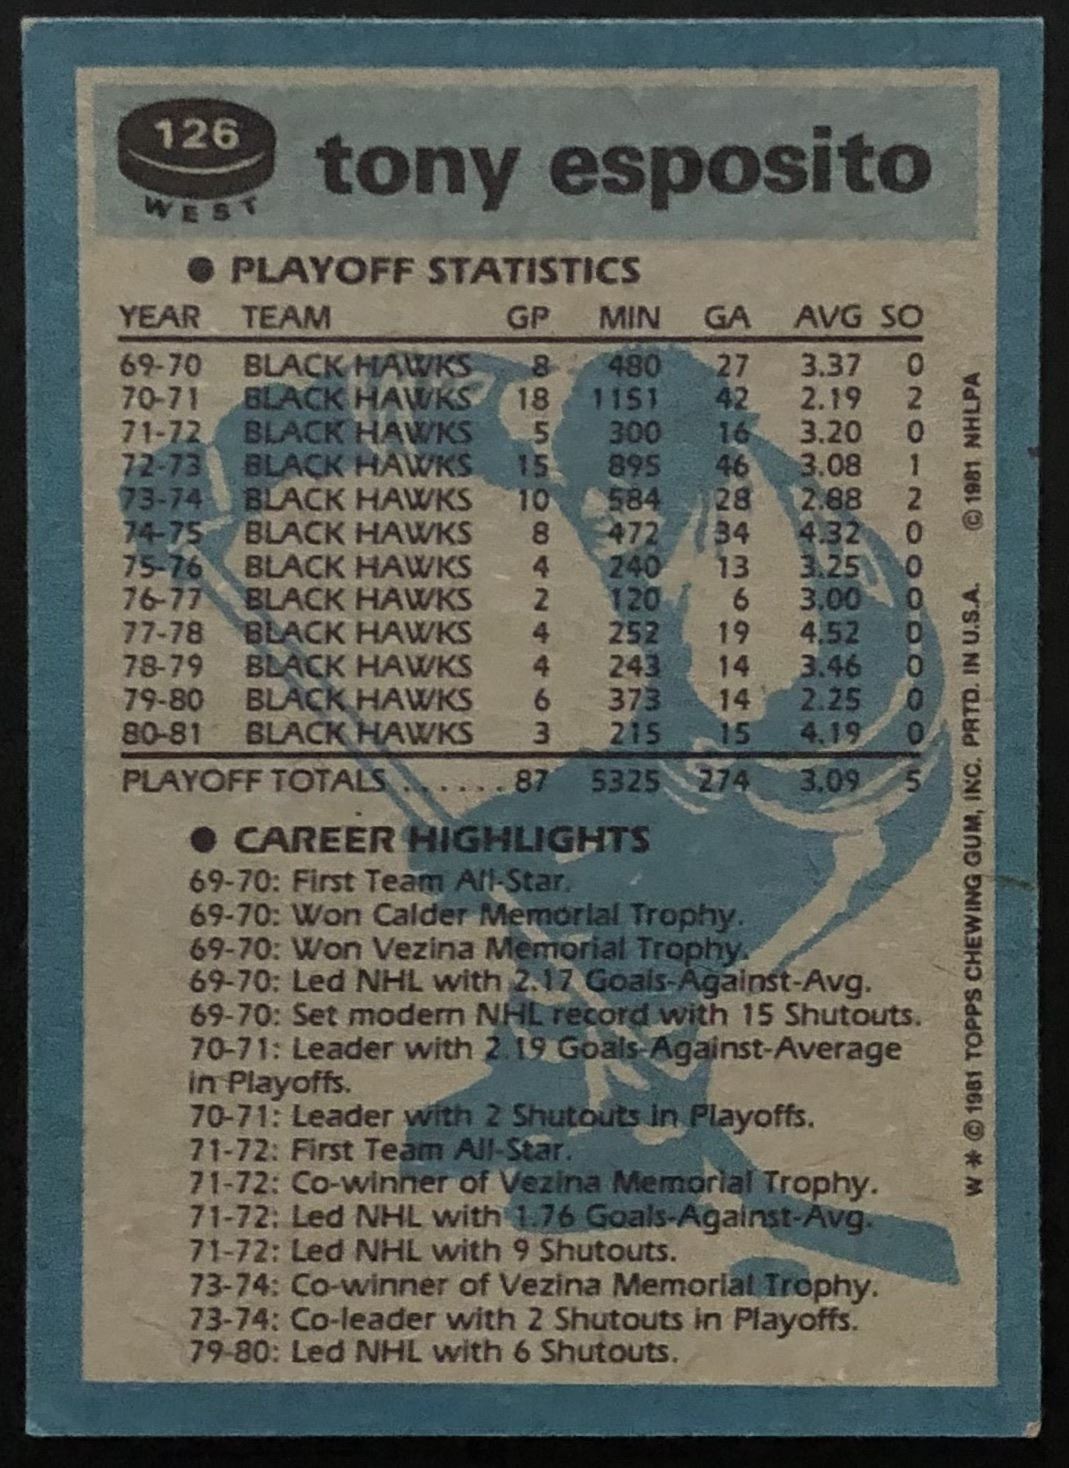 126
WEST
tony esposito
● PLAYOFF STATISTICS
YEAR TEAM GP MIN GA AVG SO
69-70 BLACK HAWKS 8 480 27 3.37 0
70-71 BLACK HAWKS 18 1151 42 2.19 2
71-72 BLACK HAWKS 5 300 16 3.20 0
72-73 BLACK HAWKS 15 895 46 3.08 1
73-74 BLACK HAWKS 10 584 28 2.88 2
74-75 BLACK HAWKS 8 472 34 4.32 0
75-76 BLACK HAWKS 4 240 13 3.25 0
76-77 BLACK HAWKS 2 120 6 3.00 0
77-78 BLACK HAWKS 4 252 19 4.52 0
78-79 BLACK HAWKS 4 243 14 3.46 0
79-80 BLACK HAWKS 6 373 14 2.25 0
80-81 BLACK HAWKS 3 215 15 4.19 0
PLAYOFF TOTALS ....... 87 5325 274 3.09 5
● CAREER HIGHLIGHTS
69-70: First Team All-Star.
69-70: Won Calder Memorial Trophy.
69-70: Won Vezina Memorial Trophy.
69-70: Led NHL with 2.17 Goals-Against-Avg.
69-70: Set modern NHL record with 15 Shutouts.
70-71: Leader with 2.19 Goals-Against-Average
in Playoffs.
70-71: Leader with 2 Shutouts in Playoffs.
71-72: First Team All-Star.
71-72: Co-winner of Vezina Memorial Trophy.
71-72: Led NHL with 1.76 Goals-Against-Avg.
71-72: Led NHL with 9 Shutouts.
73-74: Co-winner of Vezina Memorial Trophy.
73-74: Co-leader with 2 Shutouts in Playoffs.
79-80: Led NHL with 6 Shutouts.
W * © 1981 TOPPS CHEWING GUM, INC. PRTD. IN U.S.A. © 1981 NHLPA